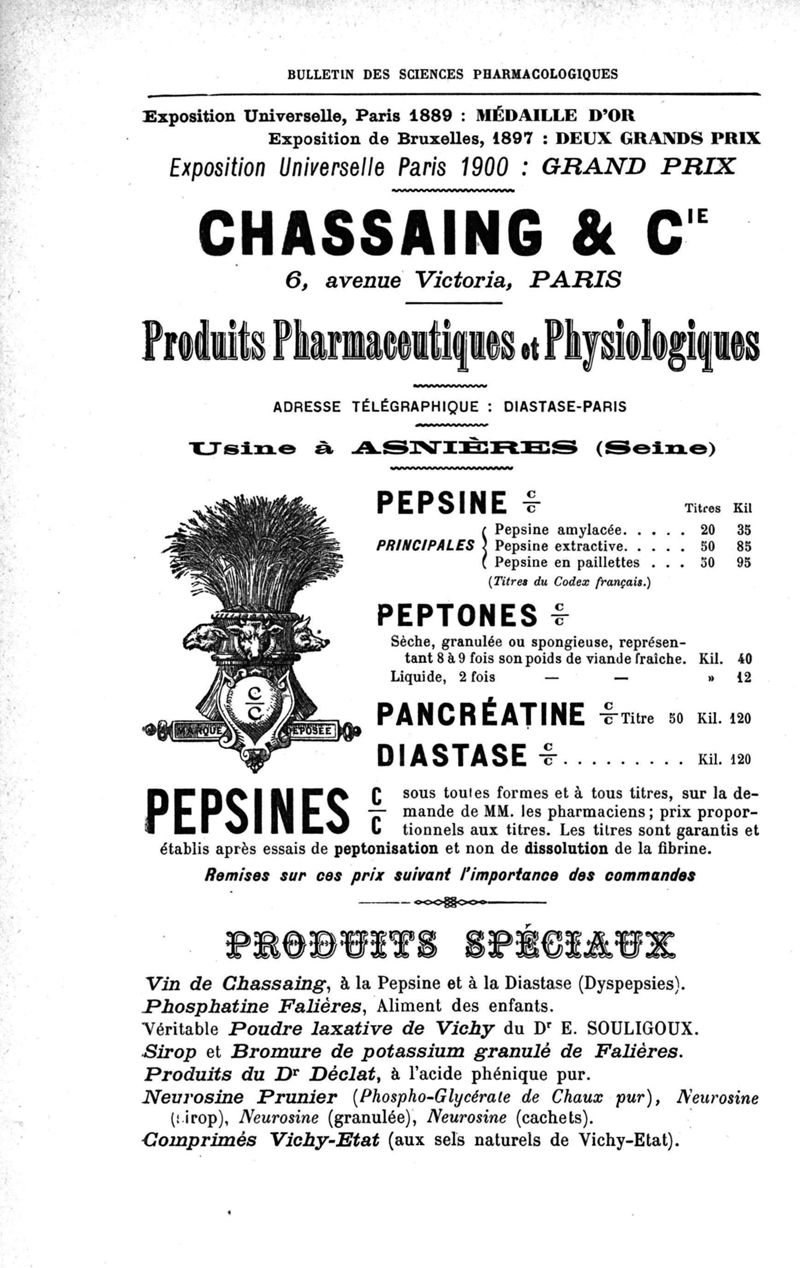 BULLETIN DES SCIENCES PHARMACOLOGIQUES
Exposition Universelle, Paris 1889 : MÉDAILLE D'OR
Exposition de Bruxelles, 1897 : DEUX GRANDS PRIX
Exposition Universelle Paris 1900 : GRAND PRIX
CHASSAING & CIE
6, avenue Victoria, PARIS
Produits Pharmaceutiques et Physiologiques
ADRESSE TÉLÉGRAPHIQUE : DIASTASE-PARIS
Usine à ASNIÈRES (Seine)
PEPSINE C/C Titres Kil
PRINCIPALES
Pepsine amylacée. . . . . 20 35
Pepsine extractive. . . . . 50 85
Pepsine en paillettes . . . 50 95
(Titres du Codex français.)
PEPTONES C/C
Sèche, granulée ou spongieuse, représen-
tant 8 à 9 fois son poids de viande fraîche. Kil. 40
Liquide, 2 fois — — » 12
PANCRÉATINE C/C Titre 50 Kil. 120
DIASTASE C/C . . . . . . . . . Kil. 120
C/C
MARQUE DÉPOSÉE
PEPSINES C/C sous toutes formes et à tous titres, sur la de-
mande de MM. les pharmaciens ; prix propor-
tionnels aux titres. Les titres sont garantis et
établis après essais de peptonisation et non de dissolution de la fibrine.
Remises sur ces prix suivant l'importance des commandes
PRODUITS SPÉCIAUX
Vin de Chassaing, à la Pepsine et à la Diastase (Dyspepsies).
Phosphatine Falières, Aliment des enfants.
Véritable Poudre laxative de Vichy du Dr E. SOULIGOUX.
Sirop et Bromure de potassium granulé de Falières.
Produits du Dr Déclat, à l'acide phénique pur.
Neurosine Prunier (Phospho-Glycérate de Chaux pur), Neurosine
(sirop), Neurosine (granulée), Neurosine (cachets).
Comprimés Vichy-Etat (aux sels naturels de Vichy-Etat).